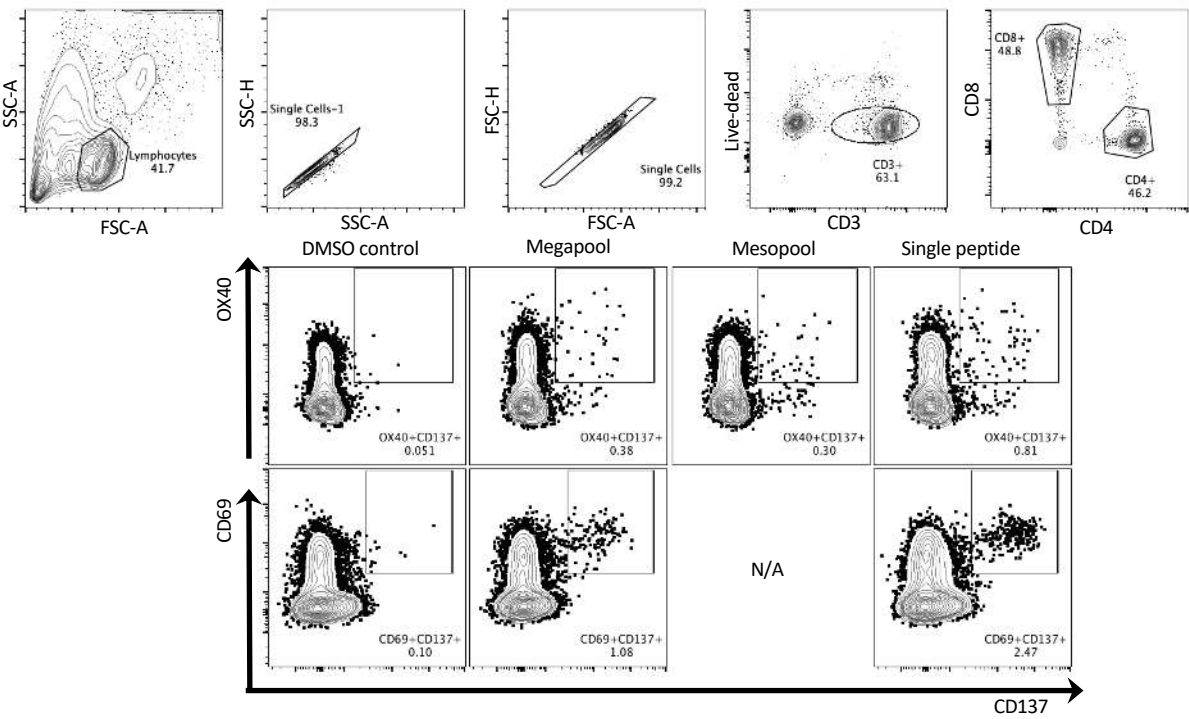 SSC-A
Lymphocytes
41.7
FSC-A
SSC-H
Single Cells-1
98.3
SSC-A
FSC-H
Single Cells
99.2
FSC-A
Live-dead
CD3+
63.1
CD3
CD8
CD8+
48.8
CD4+
46.2
CD4
DMSO control
Megapool
Mesopool
Single peptide
OX40
OX40+CD137+
0.051
OX40+CD137+
0.38
OX40+CD137+
0.30
OX40+CD137+
0.81
CD69
CD69+CD137+
0.10
CD69+CD137+
1.08
N/A
CD69+CD137+
2.47
CD137